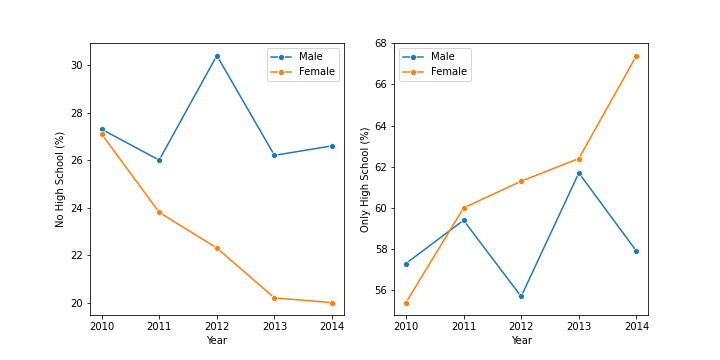 No High School (%)
30
28
26
24
22
20
Male
Female
2010
2011
2012
2013
2014
Year
Only High School (%)
68
66
64
62
60
58
56
Male
Female
2010
2011
2012
2013
2014
Year